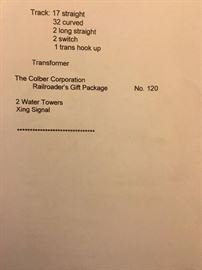 Track: 17 straight
32 curved
2 long straight
2 switch
1 trans hook up
Transformer
The Colber Corporation
Railroader's Gift Package No. 120
2 Water Towers
Xing Signal
******************************